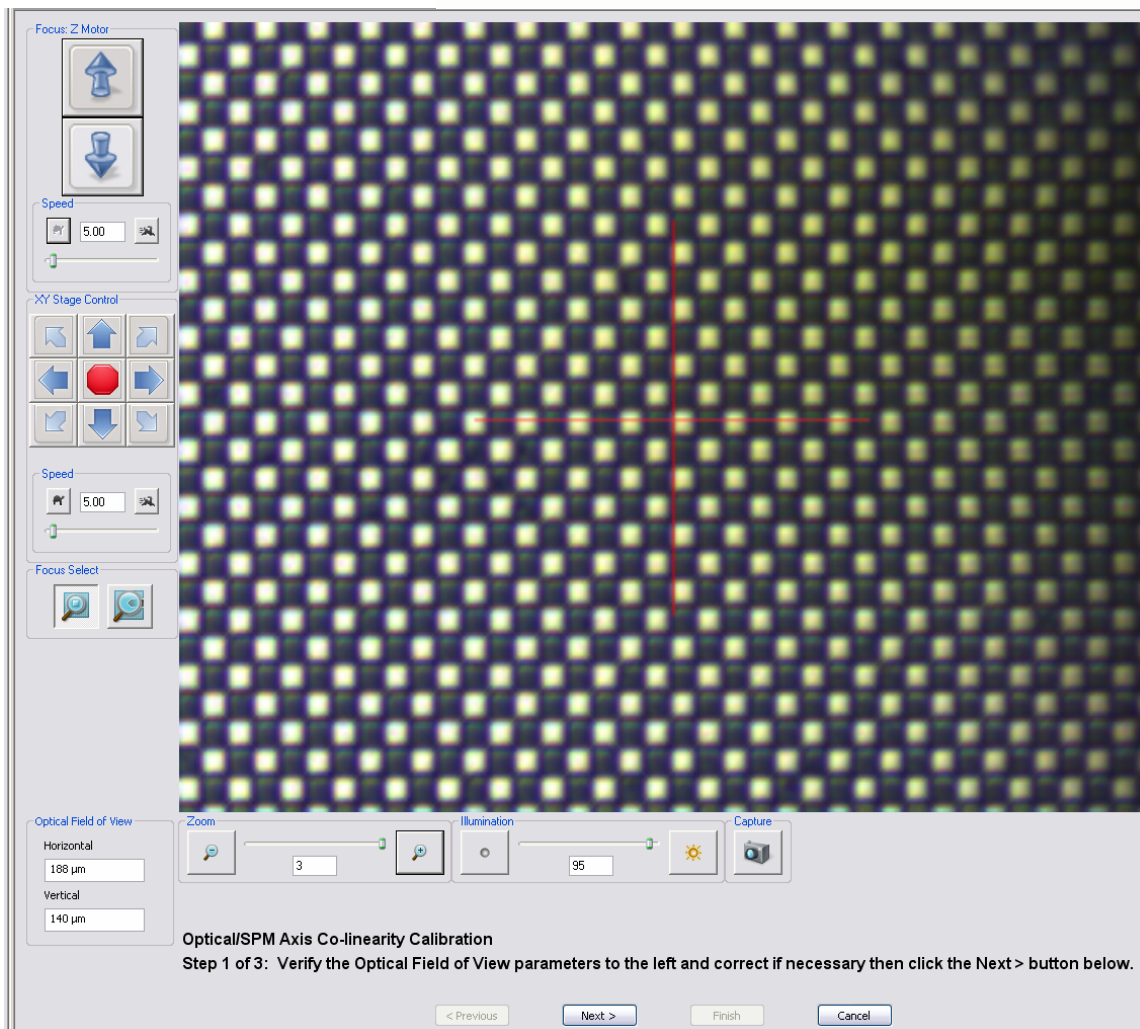 Focus: Z Motor
Speed
5.00
XY Stage Control
Speed
5.00
Focus Select
Optical Field of View
Horizontal
188 µm
Vertical
140 µm
Zoom
3
Illumination
95
Capture
Optical/SPM Axis Co-linearity Calibration
Step 1 of 3: Verify the Optical Field of View parameters to the left and correct if necessary then click the Next > button below.
< Previous
Next >
Finish
Cancel